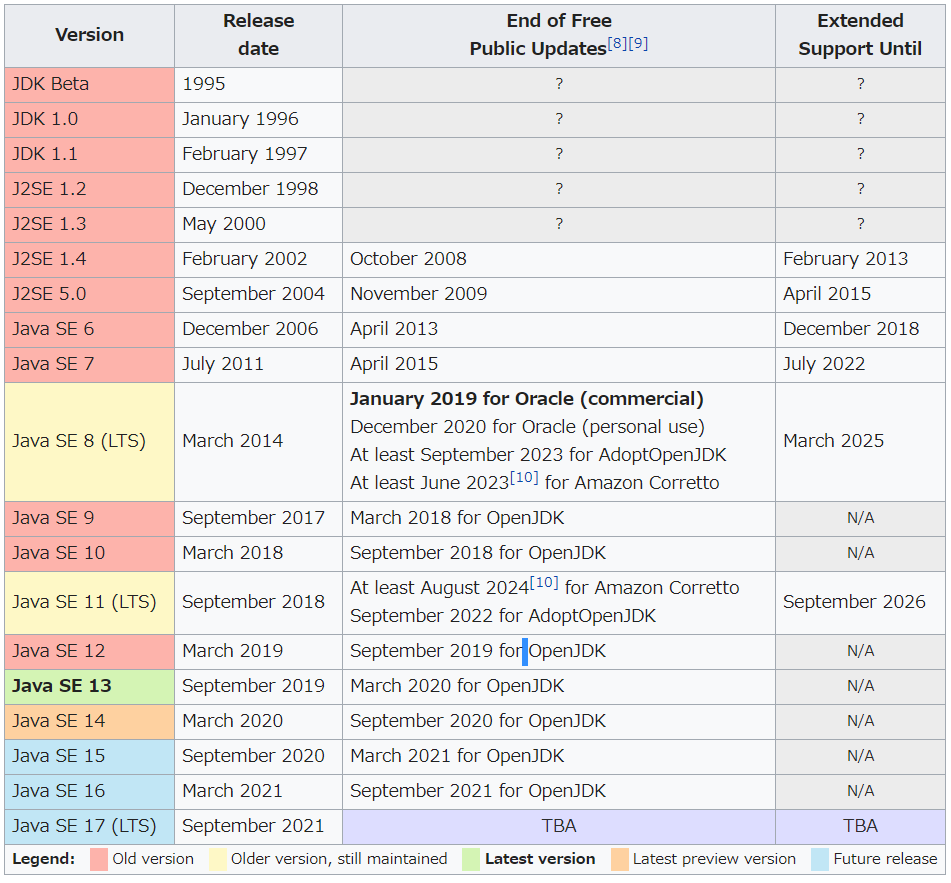 Version Release date End of Free Public Updates[8][9] Extended Support Until
JDK Beta 1995 ? ?
JDK 1.0 January 1996 ? ?
JDK 1.1 February 1997 ? ?
J2SE 1.2 December 1998 ? ?
J2SE 1.3 May 2000 ? ?
J2SE 1.4 February 2002 October 2008 February 2013
J2SE 5.0 September 2004 November 2009 April 2015
Java SE 6 December 2006 April 2013 December 2018
Java SE 7 July 2011 April 2015 July 2022
Java SE 8 (LTS) March 2014 January 2019 for Oracle (commercial)
December 2020 for Oracle (personal use)
At least September 2023 for AdoptOpenJDK
At least June 2023[10] for Amazon Corretto
March 2025
Java SE 9 September 2017 March 2018 for OpenJDK N/A
Java SE 10 March 2018 September 2018 for OpenJDK N/A
Java SE 11 (LTS) September 2018 At least August 2024[10] for Amazon Corretto
September 2022 for AdoptOpenJDK
September 2026
Java SE 12 March 2019 September 2019 for OpenJDK N/A
Java SE 13 September 2019 March 2020 for OpenJDK N/A
Java SE 14 March 2020 September 2020 for OpenJDK N/A
Java SE 15 September 2020 March 2021 for OpenJDK N/A
Java SE 16 March 2021 September 2021 for OpenJDK N/A
Java SE 17 (LTS) September 2021 TBA TBA
Legend: Old version Older version, still maintained Latest version Latest preview version Future release